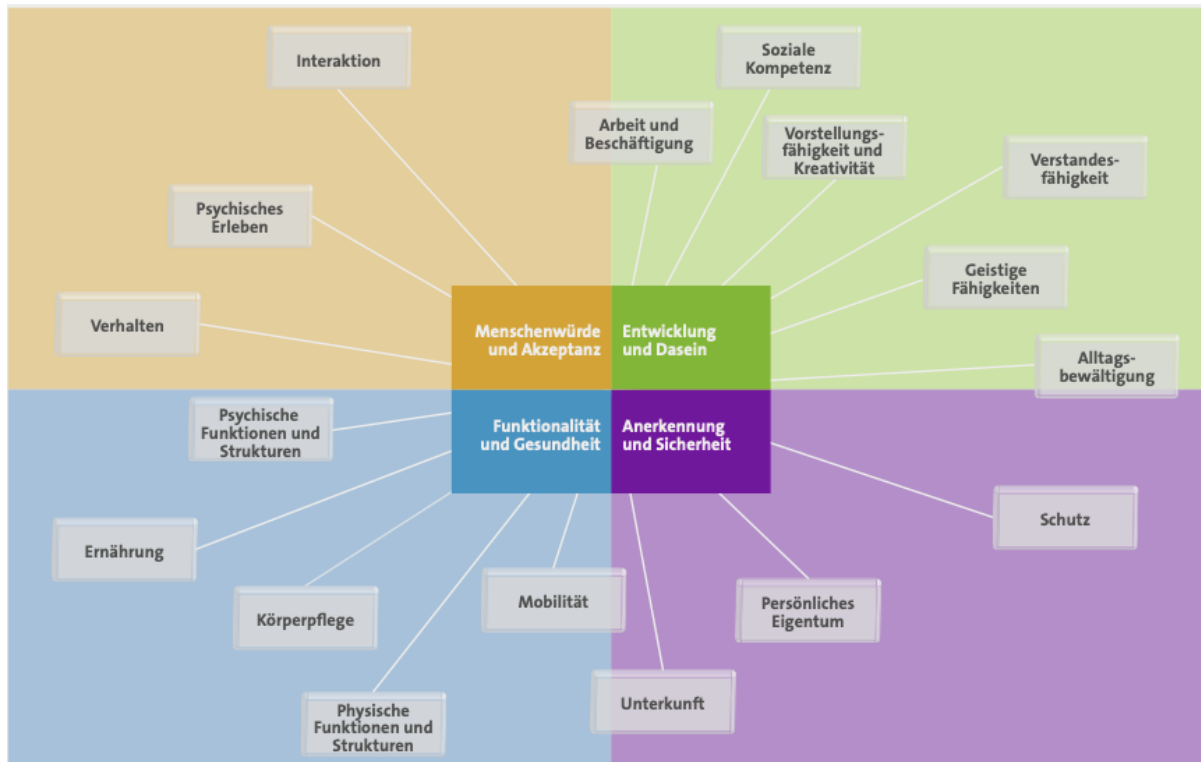 Interaktion
Psychisches
Erleben
Verhalten
Menschenwürde
und Akzeptanz
Soziale
Kompetenz
Arbeit und
Beschäftigung
Vorstellungs-
fähigkeit und
Kreativität
Verstandes-
fähigkeit
Geistige
Fähigkeiten
Alltags-
bewältigung
Entwicklung
und Dasein
Psychische
Funktionen und
Strukturen
Funktionalität
und Gesundheit
Ernährung
Körperpflege
Mobilität
Physische
Funktionen und
Strukturen
Anerkennung
und Sicherheit
Schutz
Persönliches
Eigentum
Unterkunft